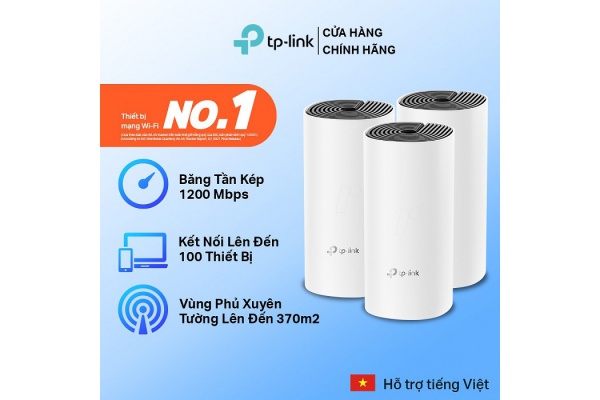 tp-link
CỬA HÀNG
CHÍNH HÃNG
Thiết bị
mạng Wi-Fi
NO.1
Băng Tần Kép
1200 Mbps
Kết Nối Lên Đến
100 Thiết Bị
Vùng Phủ Xuyên
Tường Lên Đến 370m2
tp-link
tp-link
Hỗ trợ tiếng Việt